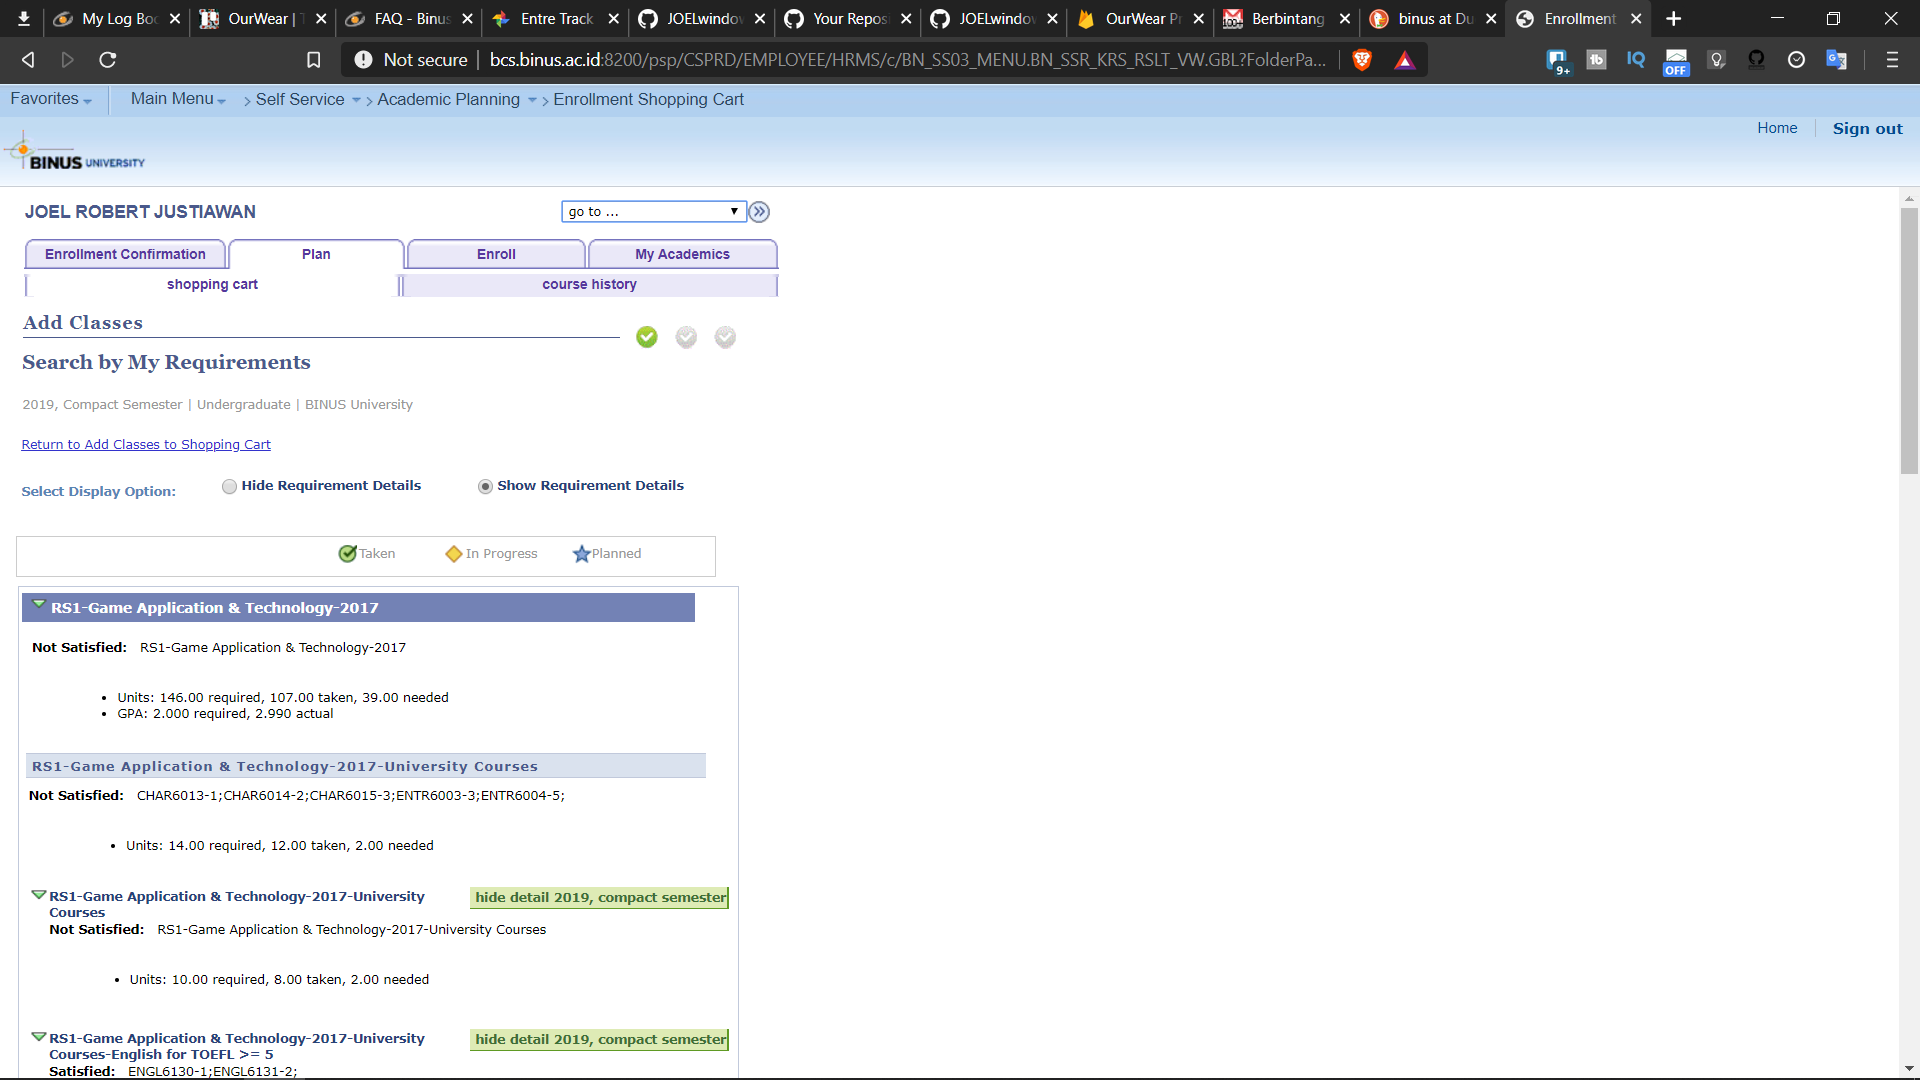 My Log Boo
OurWear | T
FAQ - Binus
Entre Track
JOELwindow
Your Reposi
JOELwindow
OurWear Pr
Berbintang
binus at Du
Enrollment
Not secure | bcs.binus.ac.id:8200/psp/CSPRD/EMPLOYEE/HRMS/c/BN_SS03_MENU.BN_SSR_KRS_RSLT_VW.GBL?FolderPa...
9+
tb
IQ
OFF
Favorites
Main Menu > Self Service > Academic Planning > Enrollment Shopping Cart
Home
Sign out
BINUS UNIVERSITY
JOEL ROBERT JUSTIAWAN
go to ...
Enrollment Confirmation
Plan
Enroll
My Academics
shopping cart
course history
Add Classes
Search by My Requirements
2019, Compact Semester | Undergraduate | BINUS University
Return to Add Classes to Shopping Cart
Select Display Option:
Hide Requirement Details
Show Requirement Details
Taken
In Progress
Planned
RS1-Game Application & Technology-2017
Not Satisfied: RS1-Game Application & Technology-2017
• Units: 146.00 required, 107.00 taken, 39.00 needed
• GPA: 2.000 required, 2.990 actual
RS1-Game Application & Technology-2017-University Courses
Not Satisfied: CHAR6013-1;CHAR6014-2;CHAR6015-3;ENTR6003-3;ENTR6004-5;
• Units: 14.00 required, 12.00 taken, 2.00 needed
RS1-Game Application & Technology-2017-University
Courses
hide detail 2019, compact semester
Not Satisfied: RS1-Game Application & Technology-2017-University Courses
• Units: 10.00 required, 8.00 taken, 2.00 needed
RS1-Game Application & Technology-2017-University
Courses-English for TOEFL >= 5
hide detail 2019, compact semester
Satisfied: ENGL6130-1;ENGL6131-2;